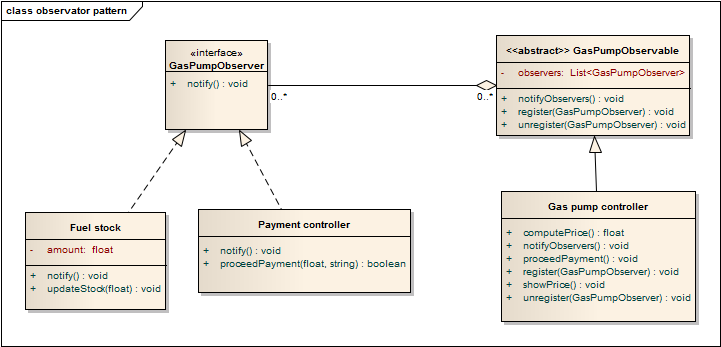 class observator pattern
«interface»
GasPumpObserver
+ notify() : void
0..*
<<abstract>> GasPumpObservable
- observers: List<GasPumpObserver>
+ notifyObservers() : void
+ register(GasPumpObserver) : void
+ unregister(GasPumpObserver) : void
0..*
Fuel stock
- amount: float
+ notify() : void
+ updateStock(float) : void
Payment controller
+ notify() : void
+ proceedPayment(float, string) : boolean
Gas pump controller
+ computePrice() : float
+ notifyObservers() : void
+ proceedPayment() : void
+ register(GasPumpObserver) : void
+ showPrice() : void
+ unregister(GasPumpObserver) : void